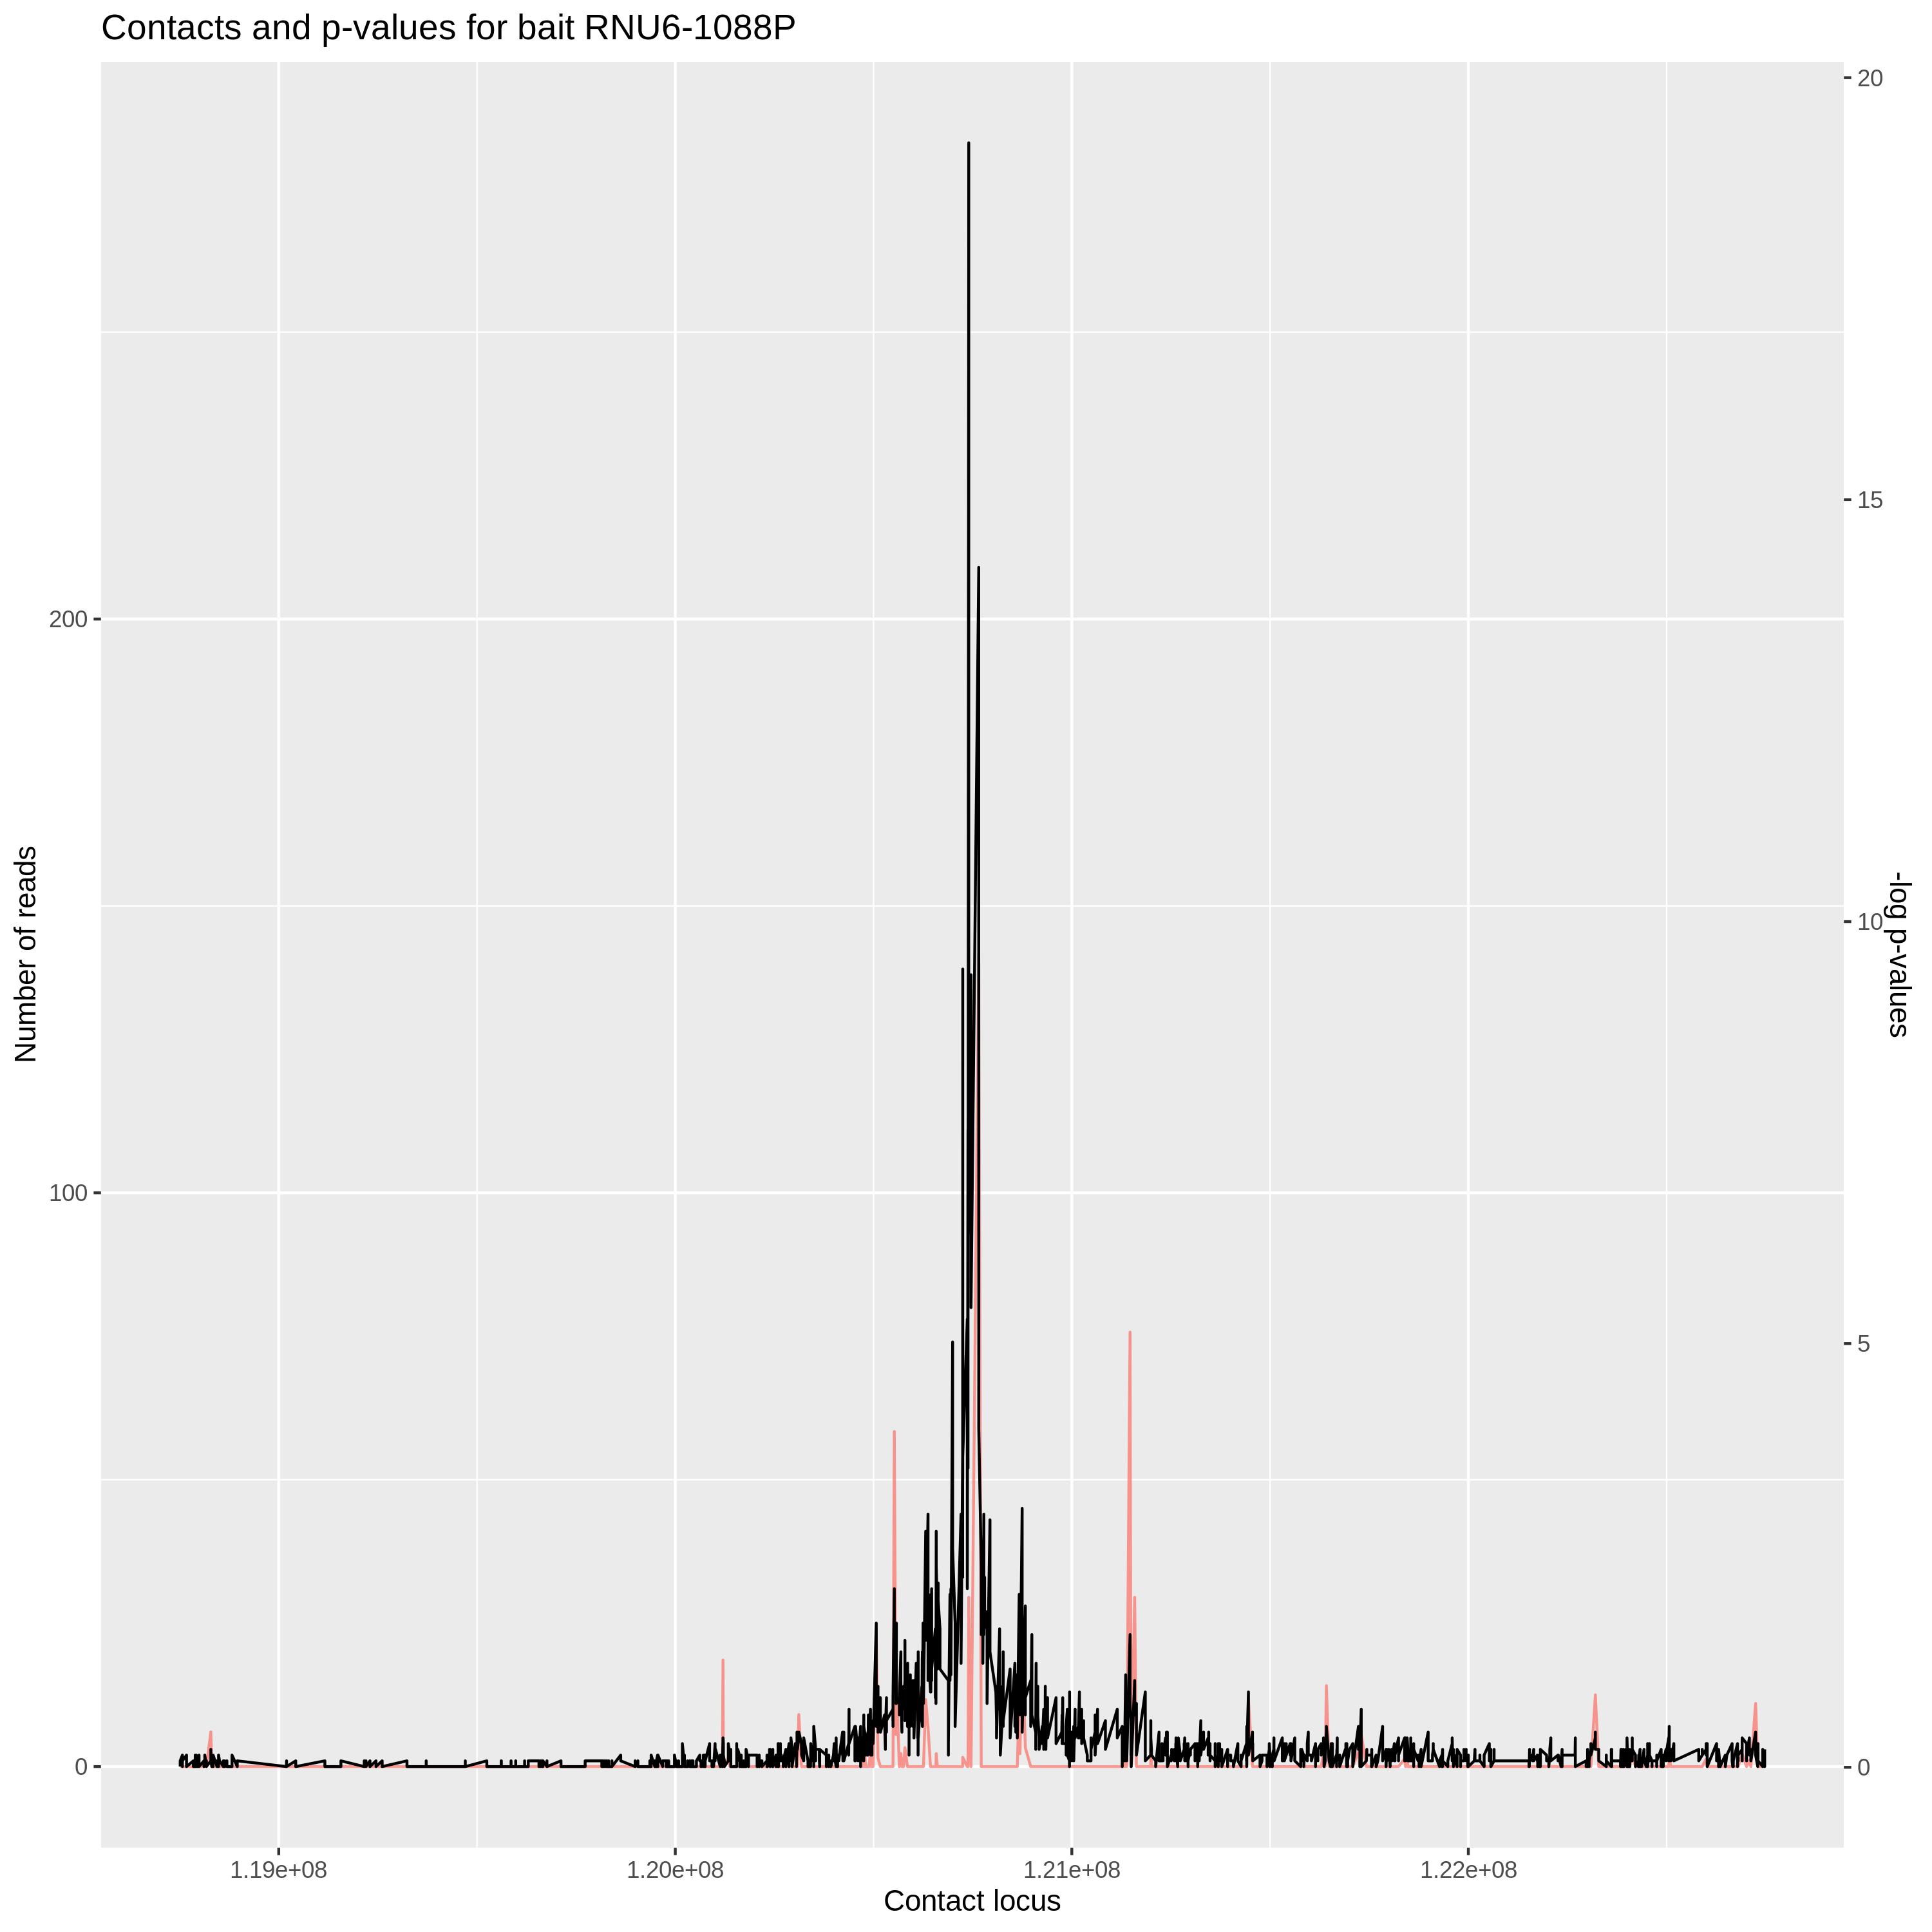 Contacts and p-values for bait RNU6-1088P
20
15
200
Number of reads
-log p-values
10
100
5
0
0
1.19e+08
1.20e+08
1.21e+08
1.22e+08
Contact locus